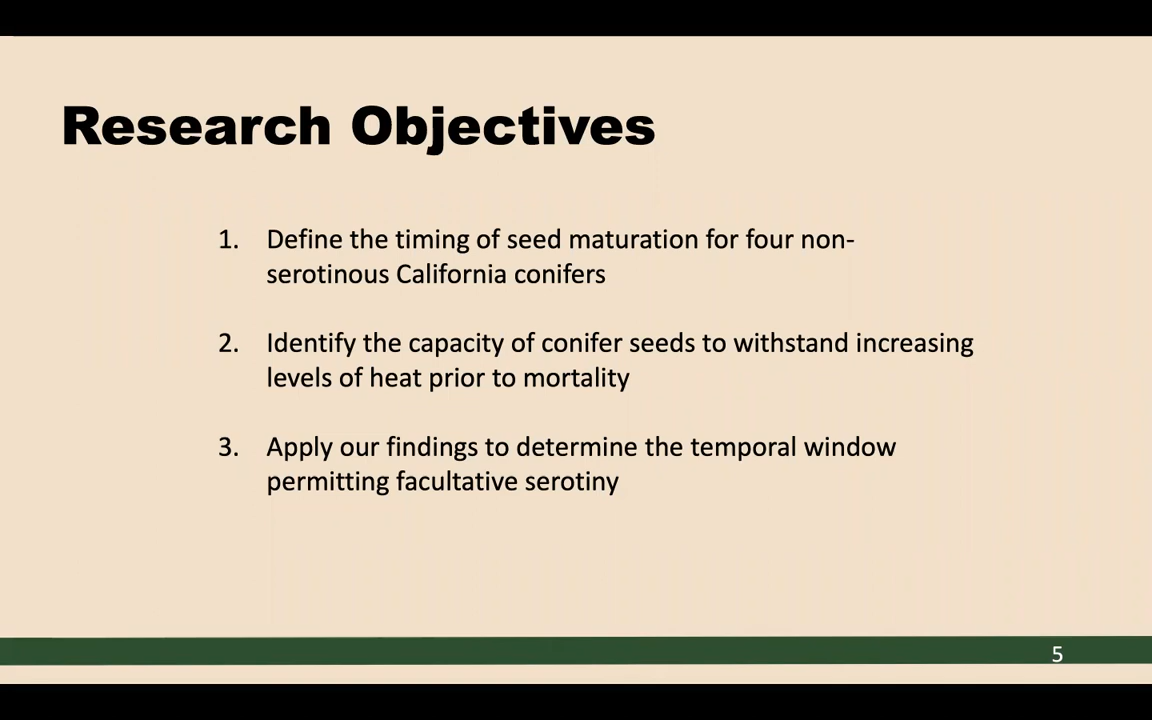 Research Objectives
1. Define the timing of seed maturation for four non-
serotinous California conifers
2. Identify the capacity of conifer seeds to withstand increasing
levels of heat prior to mortality
3. Apply our findings to determine the temporal window
permitting facultative serotiny
5